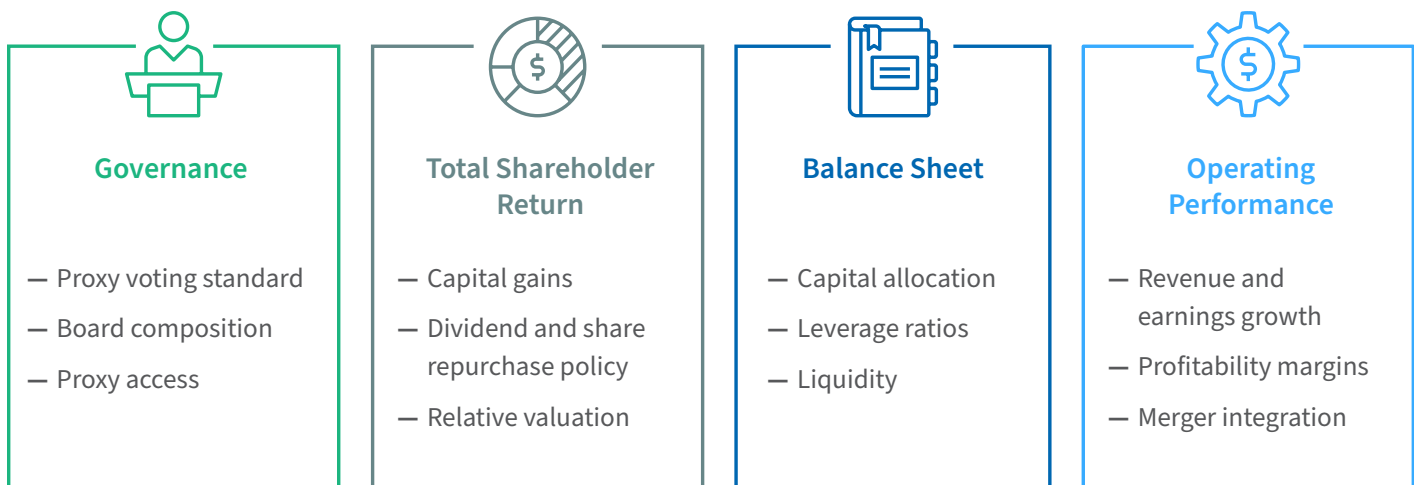 Governance
— Proxy voting standard
— Board composition
— Proxy access
$
Total Shareholder
Return
— Capital gains
— Dividend and share
repurchase policy
— Relative valuation
Balance Sheet
— Capital allocation
— Leverage ratios
— Liquidity
$
Operating
Performance
— Revenue and
earnings growth
— Profitability margins
— Merger integration